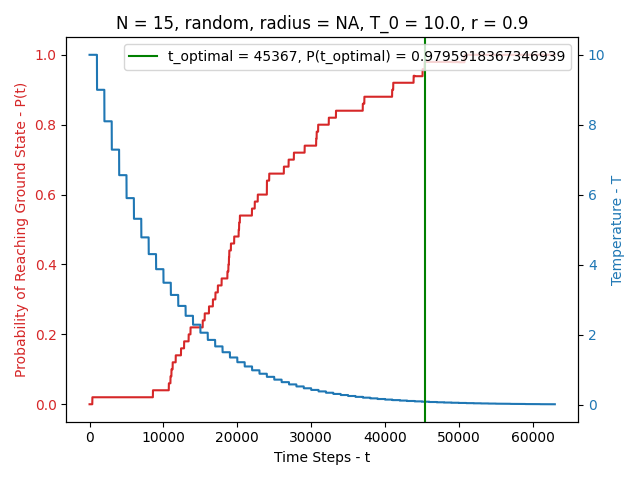 N = 15, random, radius = NA, T_0 = 10.0, r = 0.9
t_optimal = 45367, P(t_optimal) = 0.9795918367346939
Probability of Reaching Ground State - P(t)
1.0
0.8
0.6
0.4
0.2
0.0
10
8
6
4
2
0
Temperature - T
0 10000 20000 30000 40000 50000 60000
Time Steps - t